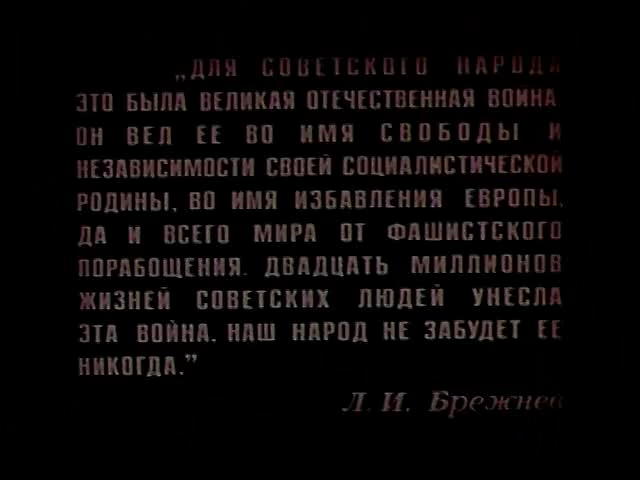 „ДЛЯ СОВЕТСКОГО НАРОДА
ЭТО БЫЛА ВЕЛИКАЯ ОТЕЧЕСТВЕННАЯ ВОЙНА
ОН ВЕЛ ЕЕ ВО ИМЯ СВОБОДЫ И
НЕЗАВИСИМОСТИ СВОЕЙ СОЦИАЛИСТИЧЕСКОЙ
РОДИНЫ, ВО ИМЯ ИЗБАВЛЕНИЯ ЕВРОПЫ,
ДА И ВСЕГО МИРА ОТ ФАШИСТСКОГО
ПОРАБОЩЕНИЯ. ДВАДЦАТЬ МИЛЛИОНОВ
ЖИЗНЕЙ СОВЕТСКИХ ЛЮДЕЙ УНЕСЛА
ЭТА ВОЙНА. НАШ НАРОД НЕ ЗАБУДЕТ ЕЕ
НИКОГДА.”
Л. И. Брежнев